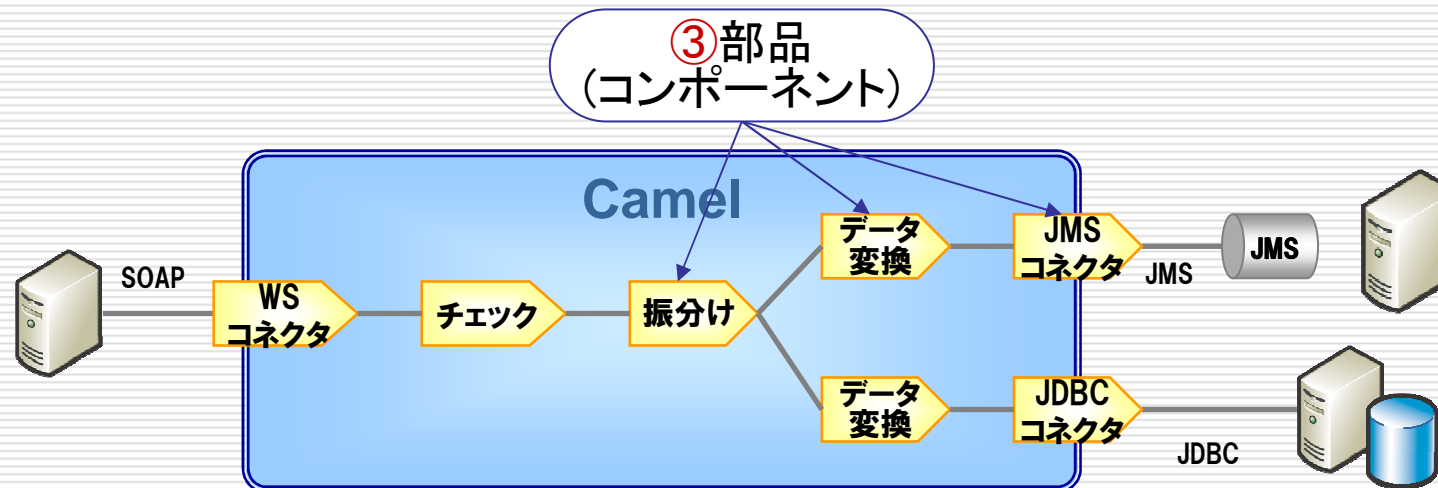 ③部品
(コンポーネント)
Camel
SOAP
WS
コネクタ
チェック
振分け
データ
変換
JMS
コネクタ
JMS
JMS
データ
変換
JDBC
コネクタ
JDBC